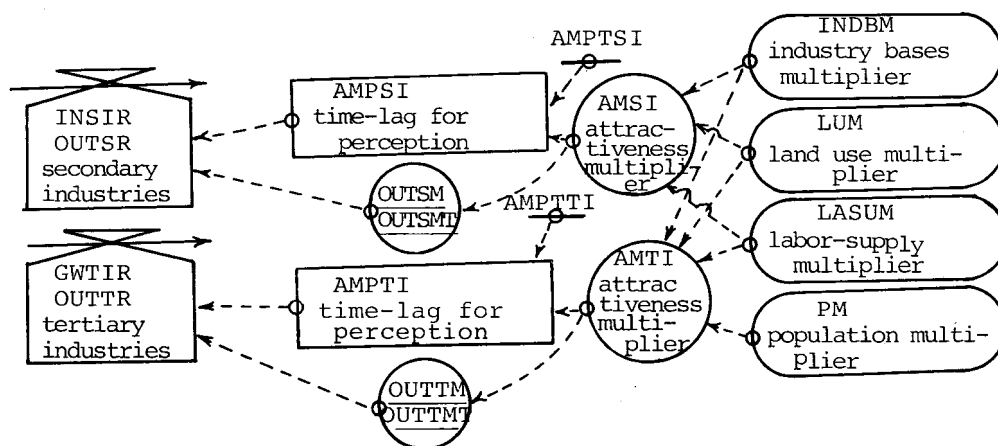 AMPTSI
INSIR
OUTSR
secondary
industries
AMPSI
time-lag for
perception
OUTSM
OUTSMT
AMSI
attrac-
tiveness
multipli
er
INDBM
industry bases
multiplier
LUM
land use multi-
plier
LASUM
labor-supply
multiplier
PM
population multi-
plier
AMPTTI
GWTIR
OUTTR
tertiary
industries
AMPTI
time-lag for
perception
OUTTM
OUTTMT
AMTI
attrac
tiveness
multi-
plier